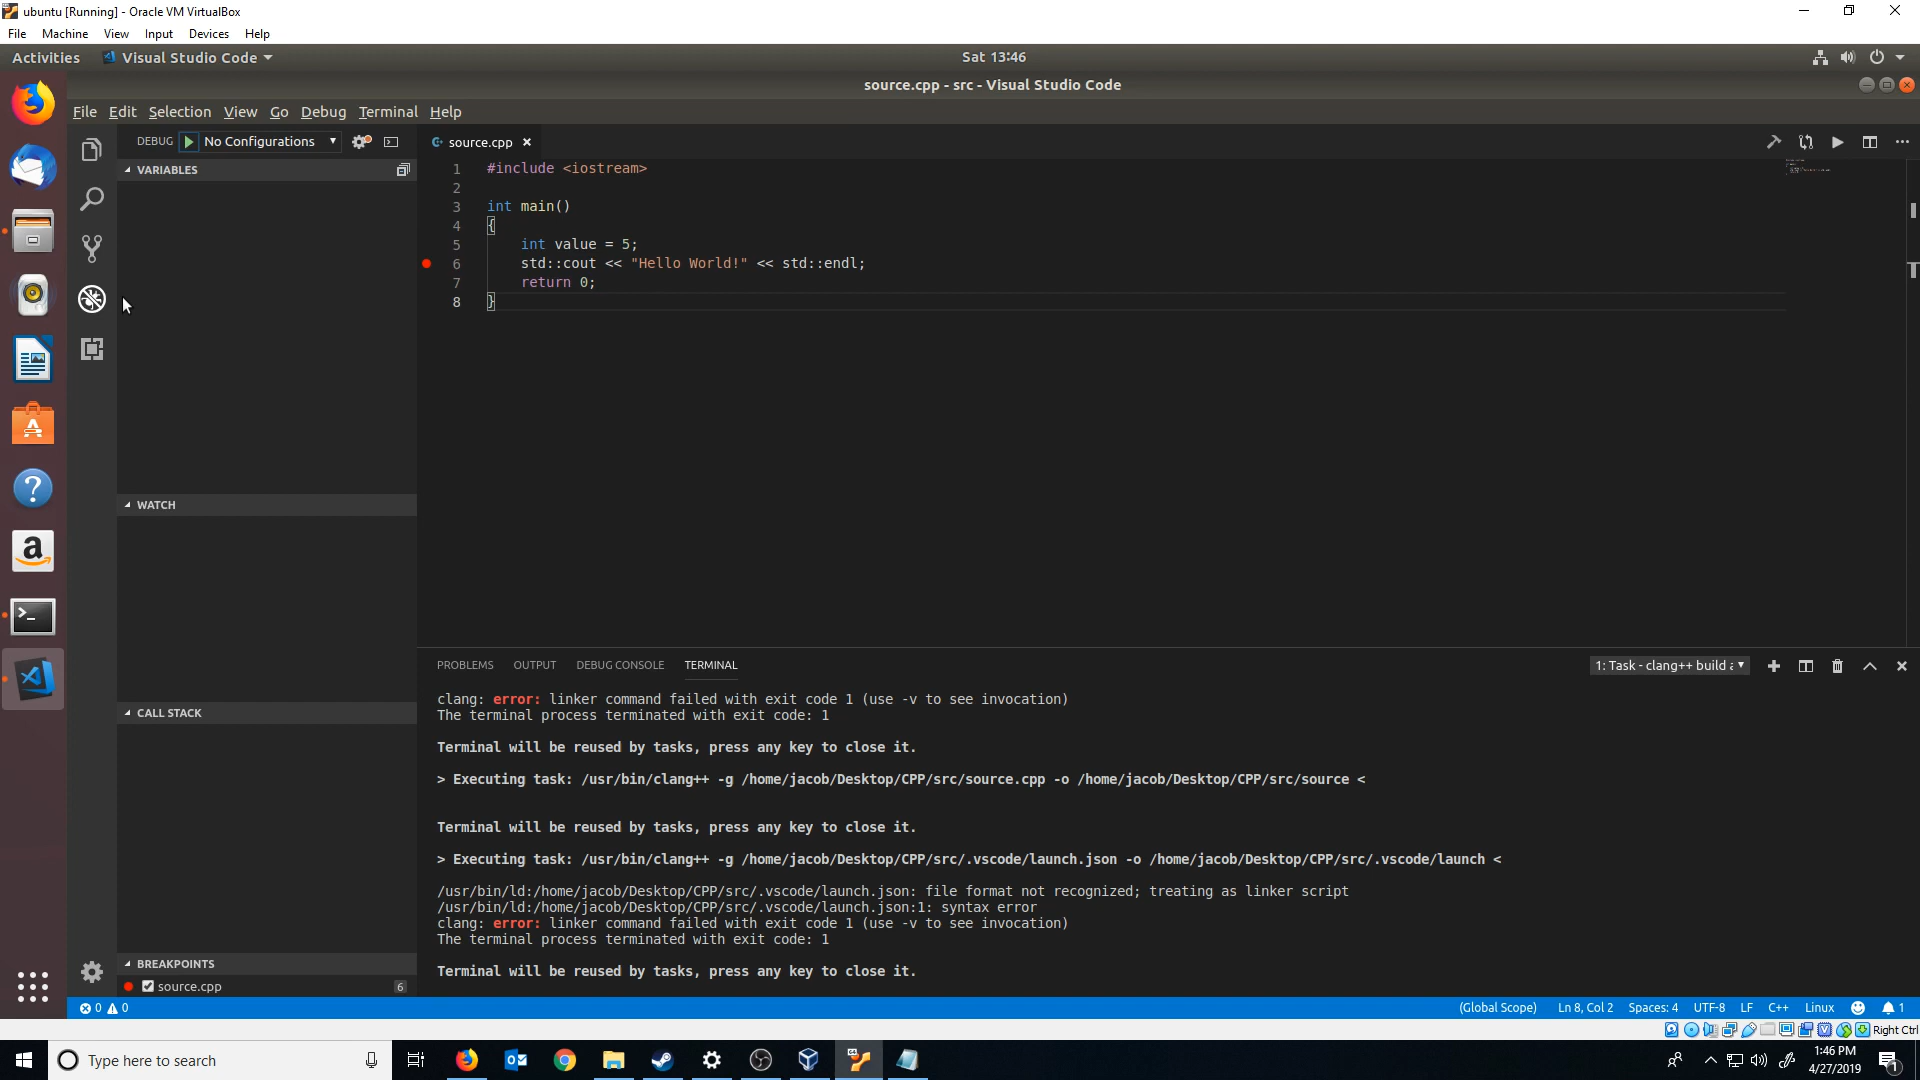 ubuntu [Running] - Oracle VM VirtualBox
File Machine View Input Devices Help
Activities Visual Studio Code Sat 13:46
source.cpp - src - Visual Studio Code
File Edit Selection View Go Debug Terminal Help
DEBUG No Configurations
source.cpp
VARIABLES
1 #include <iostream>
2
3 int main()
4 {
5 int value = 5;
6 std::cout << "Hello World!" << std::endl;
7 return 0;
8 }
WATCH
CALL STACK
BREAKPOINTS
source.cpp 6
PROBLEMS OUTPUT DEBUG CONSOLE TERMINAL
1: Task - clang++ build a
clang: error: linker command failed with exit code 1 (use -v to see invocation)
The terminal process terminated with exit code: 1
Terminal will be reused by tasks, press any key to close it.
> Executing task: /usr/bin/clang++ -g /home/jacob/Desktop/CPP/src/source.cpp -o /home/jacob/Desktop/CPP/src/source <
Terminal will be reused by tasks, press any key to close it.
> Executing task: /usr/bin/clang++ -g /home/jacob/Desktop/CPP/src/.vscode/launch.json -o /home/jacob/Desktop/CPP/src/.vscode/launch <
/usr/bin/ld:/home/jacob/Desktop/CPP/src/.vscode/launch.json: file format not recognized; treating as linker script
/usr/bin/ld:/home/jacob/Desktop/CPP/src/.vscode/launch.json:1: syntax error
clang: error: linker command failed with exit code 1 (use -v to see invocation)
The terminal process terminated with exit code: 1
Terminal will be reused by tasks, press any key to close it.
0 0 (Global Scope) Ln 8, Col 2 Spaces: 4 UTF-8 LF C++ Linux 1
Right Ctrl
Type here to search
1:46 PM
4/27/2019
1